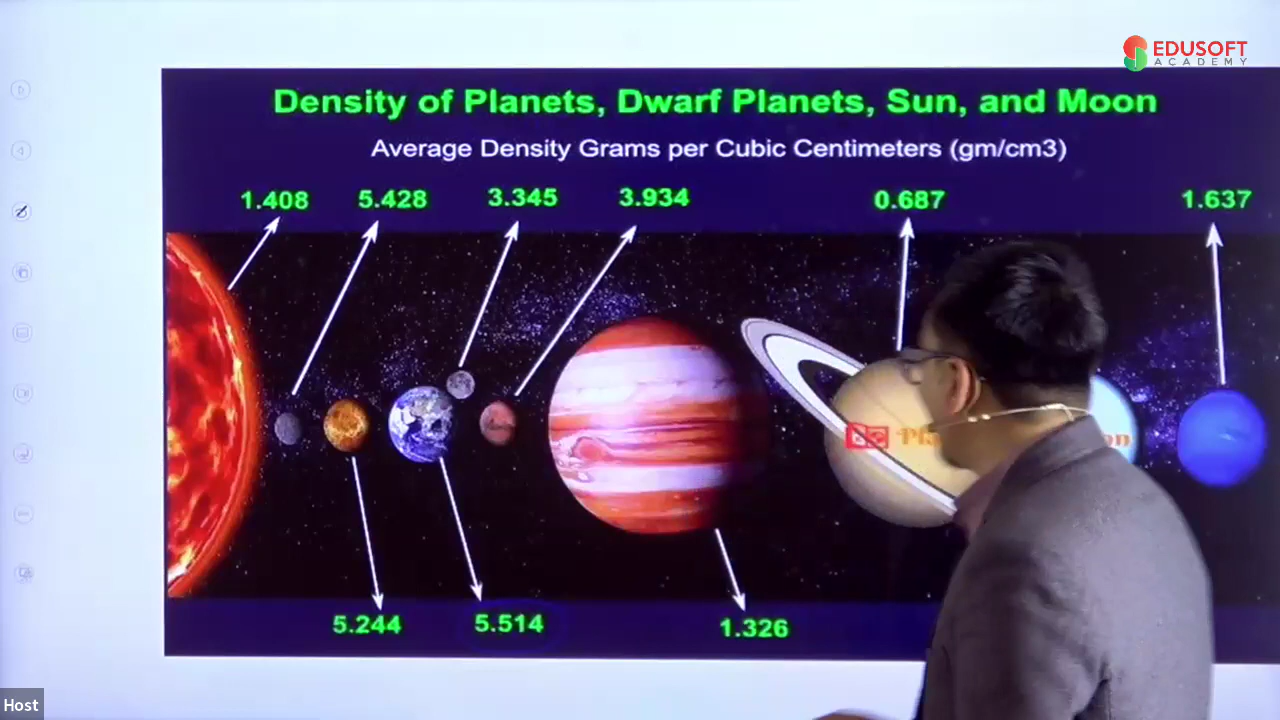 EDUSOFT
ACADEMY
Density of Planets, Dwarf Planets, Sun, and Moon
Average Density Grams per Cubic Centimeters (gm/cm3)
1.408 5.428 3.345 3.934 0.687 1.637
5.244 5.514 1.326
Host